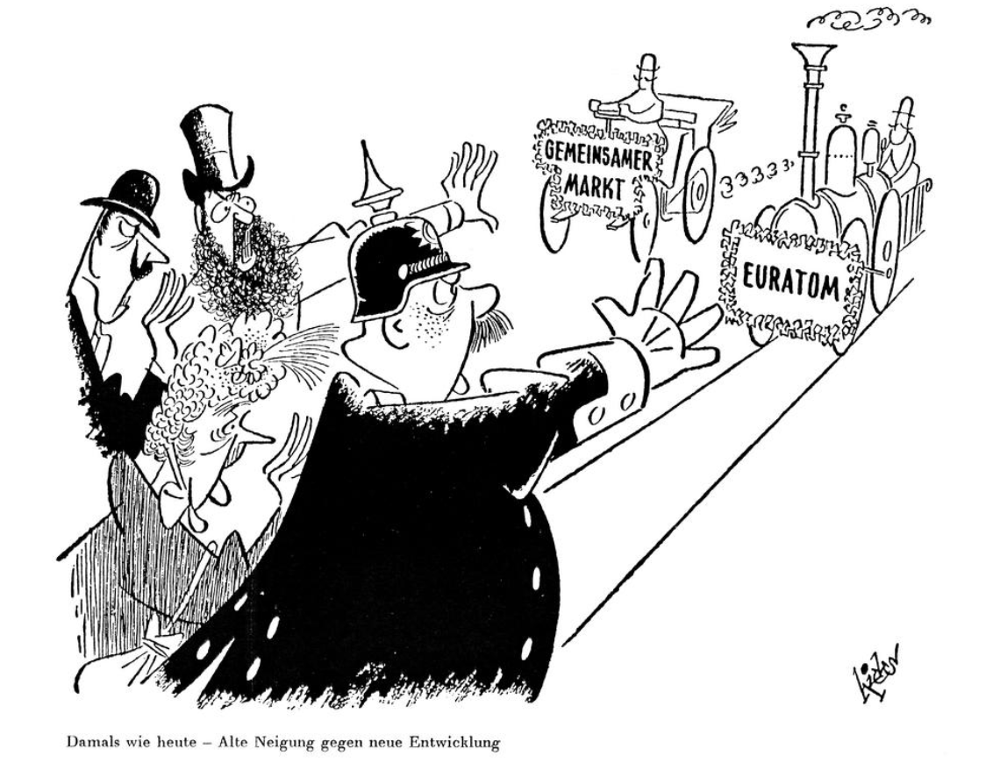 GEMEINSAMER
MARKT
EURATOM
Damals wie heute – Alte Neigung gegen neue Entwicklung